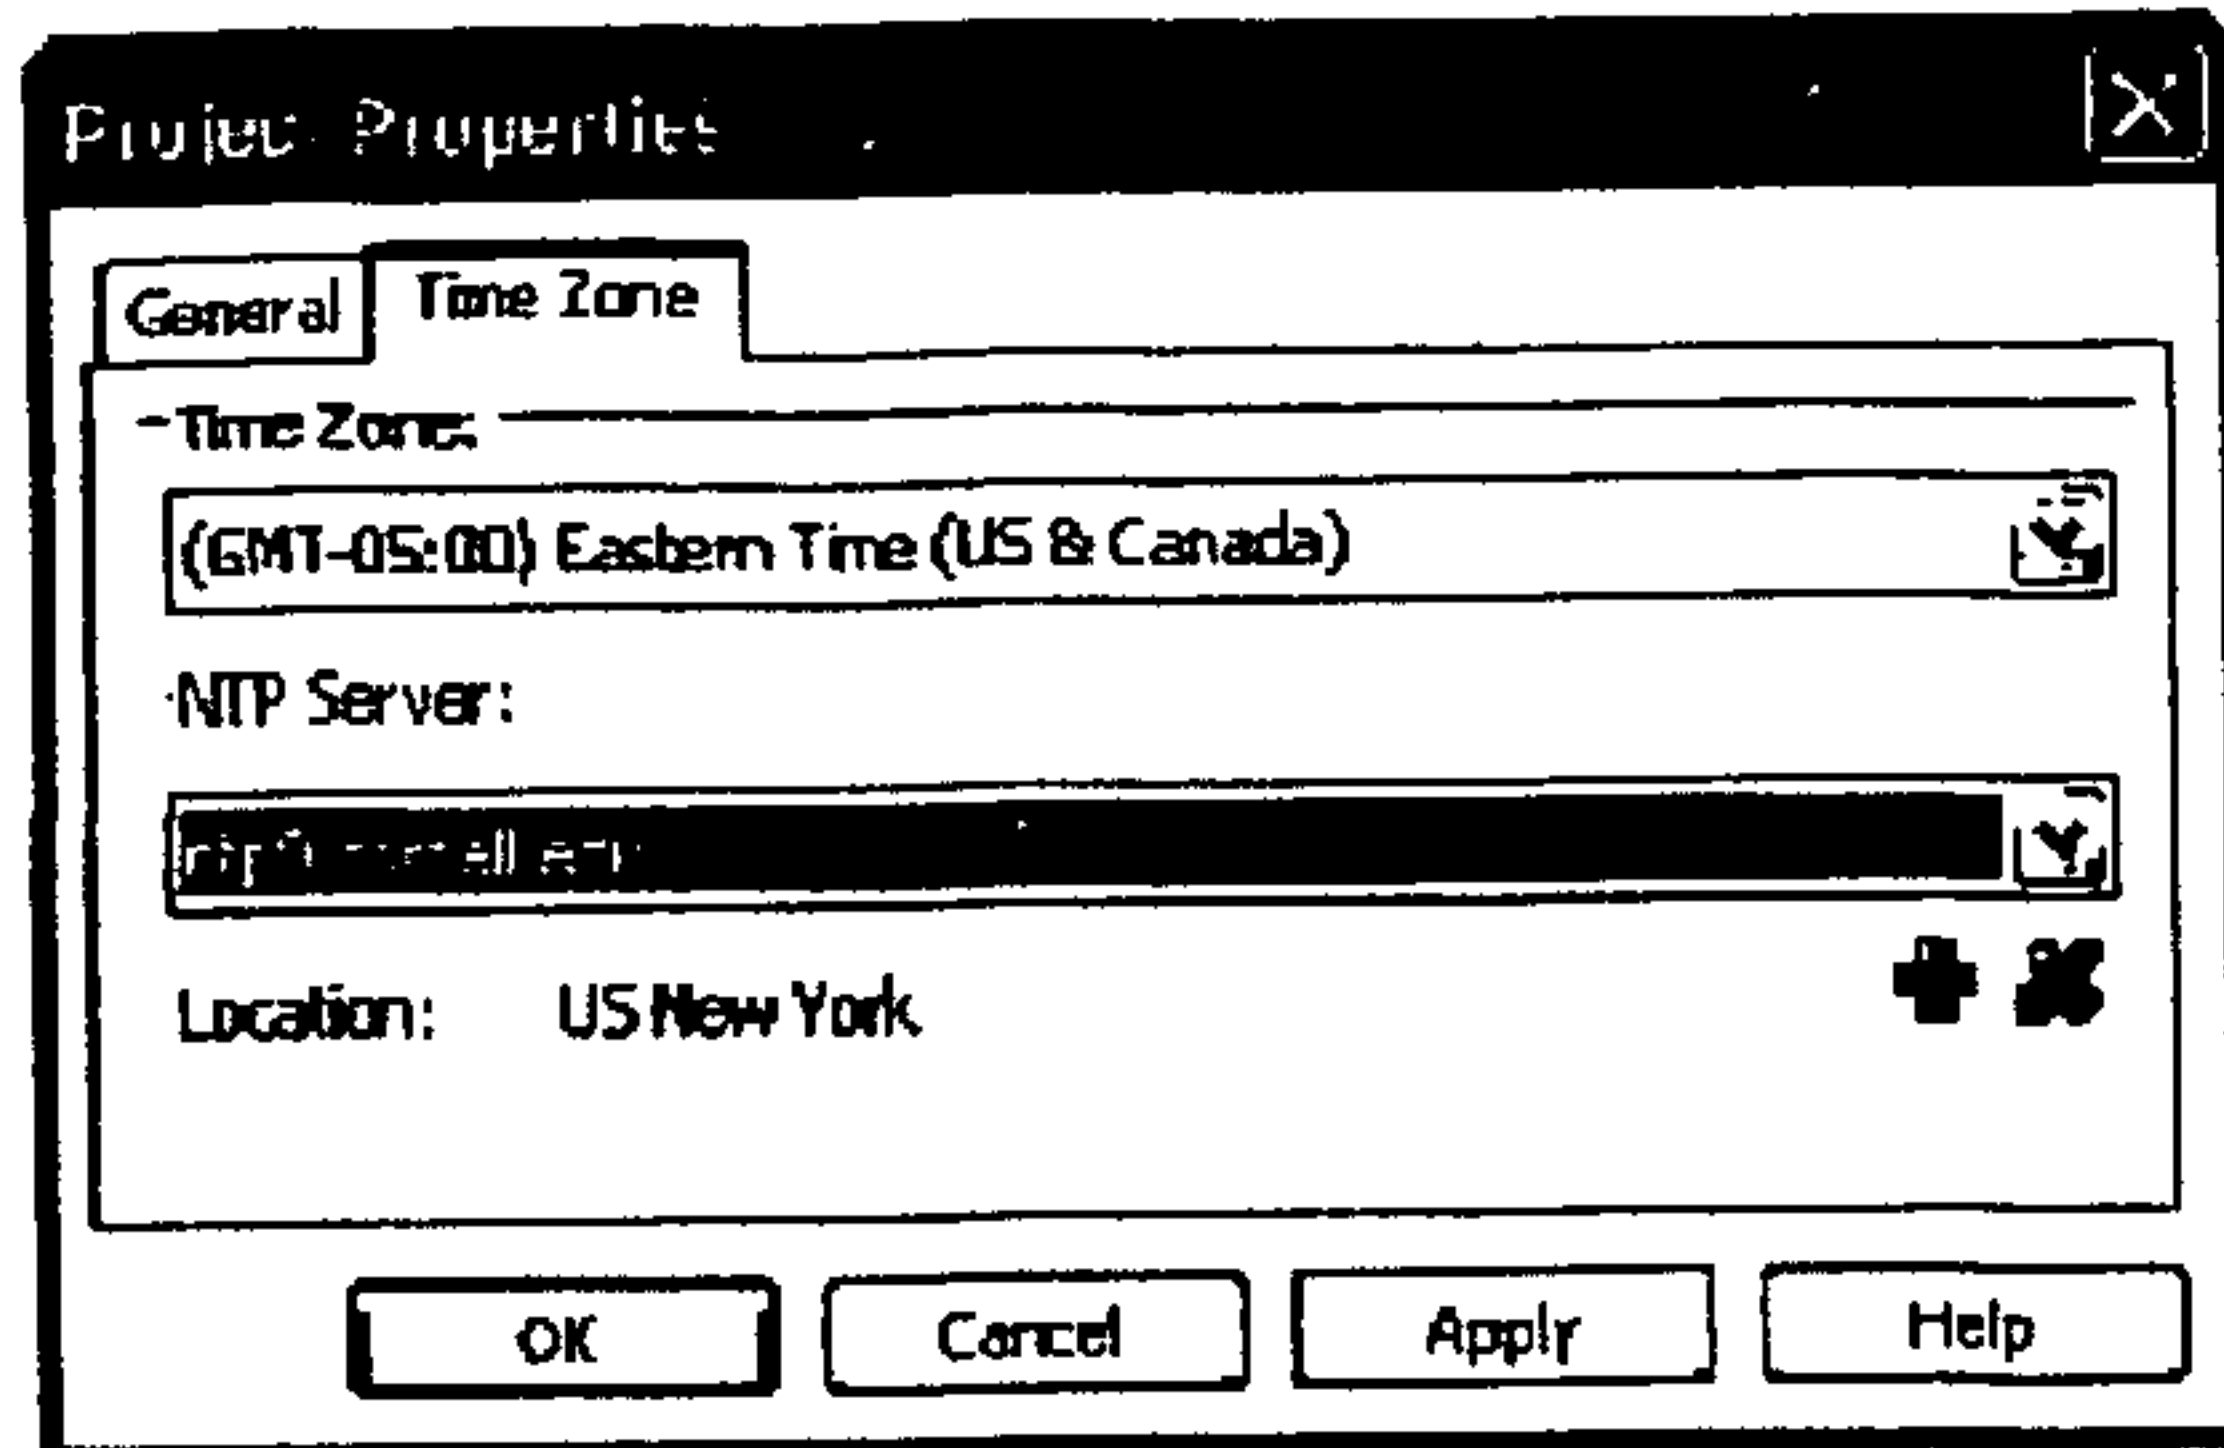 Project Properties
General Time Zone
Time Zone:
(GMT-05:00) Eastern Time (US & Canada)
NTP Server:
Location: US New York
OK Cancel Apply Help